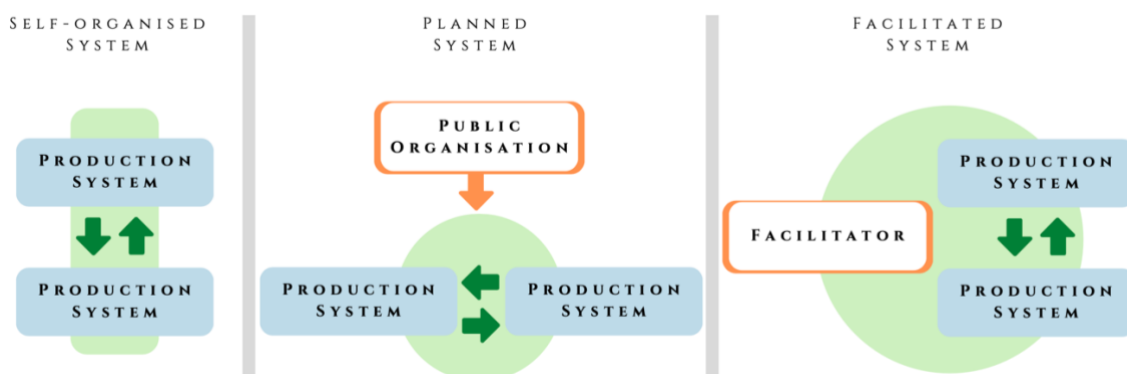 SELF-ORGANISED
SYSTEM
PRODUCTION
SYSTEM
PRODUCTION
SYSTEM
PLANNED
SYSTEM
PUBLIC
ORGANISATION
PRODUCTION
SYSTEM
PRODUCTION
SYSTEM
FACILITATED
SYSTEM
PRODUCTION
SYSTEM
FACILITATOR
PRODUCTION
SYSTEM